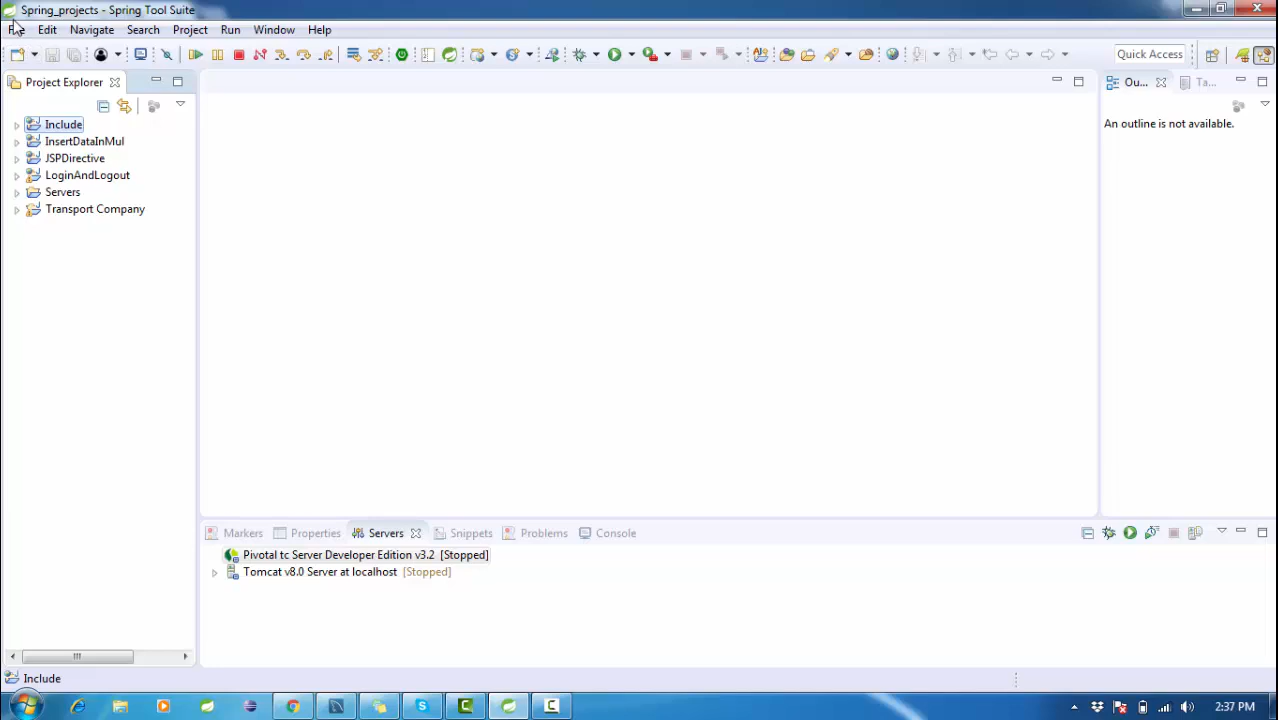 Spring_projects - Spring Tool Suite
Edit Navigate Search Project Run Window Help
Quick Access
Project Explorer
Ou...
Ta...
An outline is not available.
Include
InsertDataInMul
JSPDirective
LoginAndLogout
Servers
Transport Company
Markers Properties Servers Snippets Problems Console
Pivotal tc Server Developer Edition v3.2 [Stopped]
Tomcat v8.0 Server at localhost [Stopped]
Include
2:37 PM